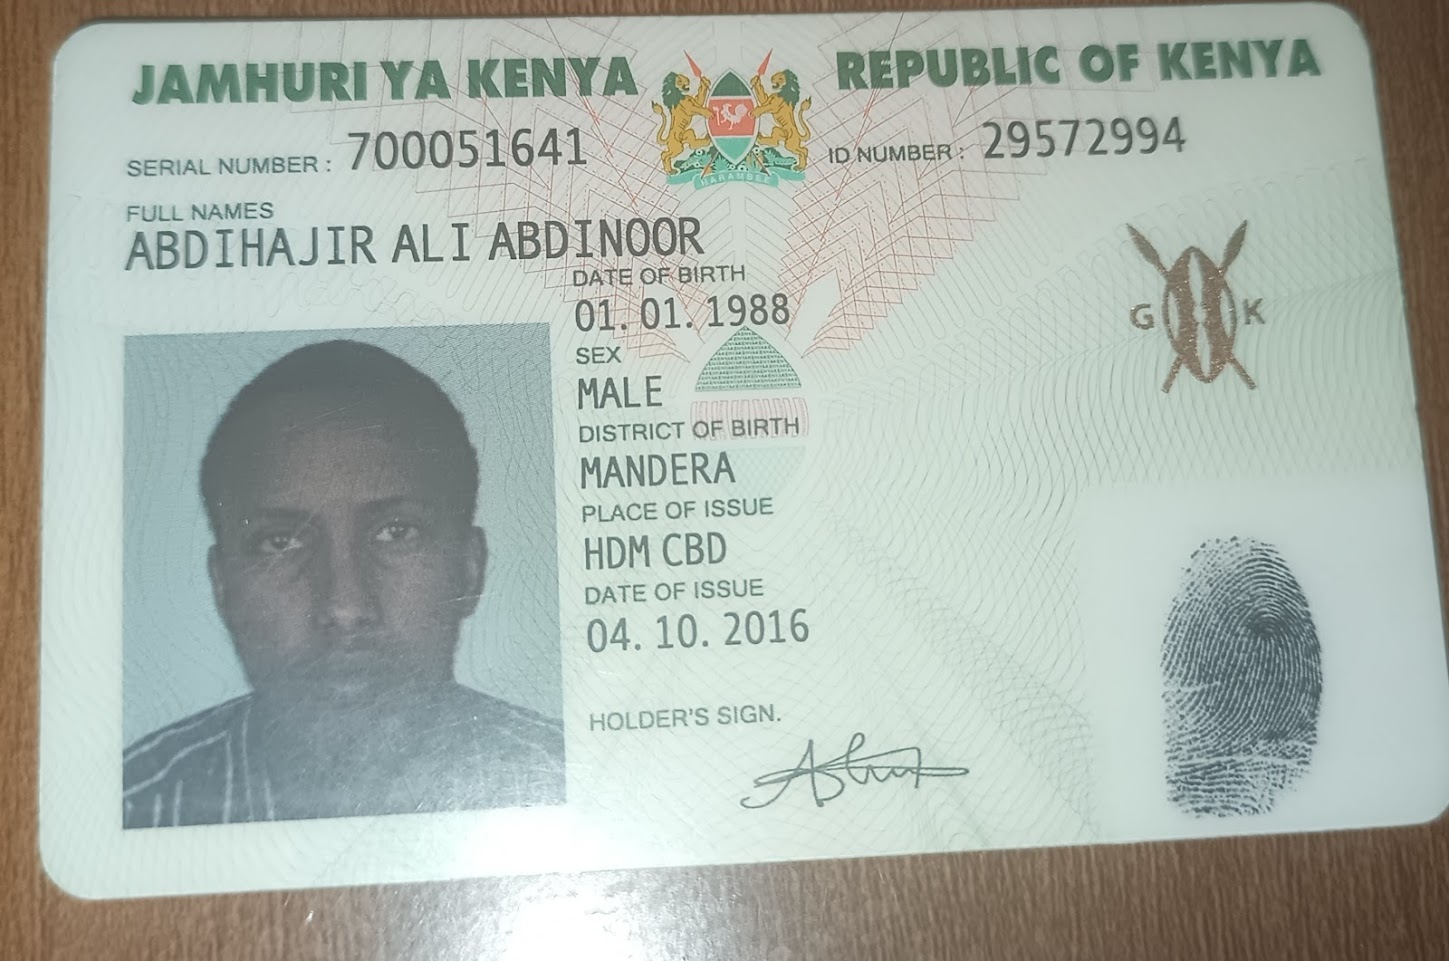 JAMHURI YA KENYA REPUBLIC OF KENYA
SERIAL NUMBER : 700051641 ID NUMBER : 29572994
HARAMBEE
FULL NAMES
ABDIHAJIR ALI ABDINOOR
DATE OF BIRTH
01. 01. 1988
G K
SEX
MALE
DISTRICT OF BIRTH
MANDERA
PLACE OF ISSUE
HDM CBD
DATE OF ISSUE
04. 10. 2016
HOLDER'S SIGN.